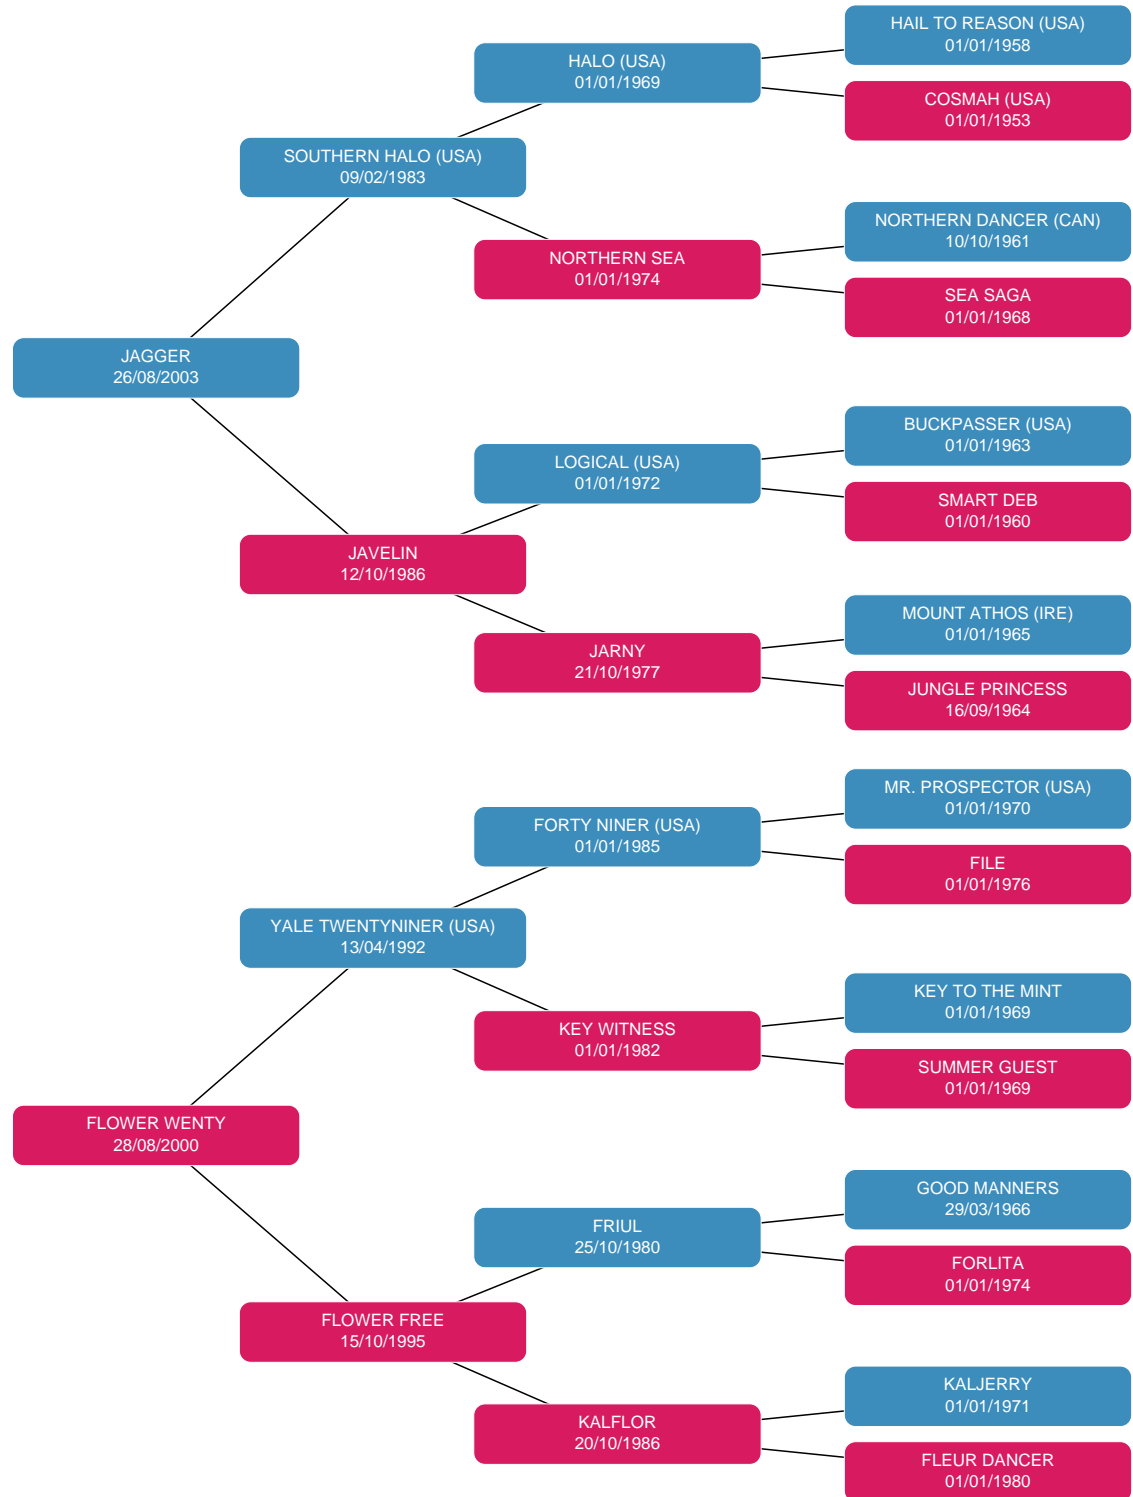 HAIL TO REASON (USA)
01/01/1958
HALO (USA)
01/01/1969
COSMAH (USA)
01/01/1953
SOUTHERN HALO (USA)
09/02/1983
NORTHERN DANCER (CAN)
10/10/1961
NORTHERN SEA
01/01/1974
SEA SAGA
01/01/1968
JAGGER
26/08/2003
BUCKPASSER (USA)
01/01/1963
LOGICAL (USA)
01/01/1972
SMART DEB
01/01/1960
JAVELIN
12/10/1986
MOUNT ATHOS (IRE)
01/01/1965
JARNY
21/10/1977
JUNGLE PRINCESS
16/09/1964
MR. PROSPECTOR (USA)
01/01/1970
FORTY NINER (USA)
01/01/1985
FILE
01/01/1976
YALE TWENTYNINER (USA)
13/04/1992
KEY TO THE MINT
01/01/1969
KEY WITNESS
01/01/1982
SUMMER GUEST
01/01/1969
FLOWER WENTY
28/08/2000
GOOD MANNERS
29/03/1966
FRIUL
25/10/1980
FORLITA
01/01/1974
FLOWER FREE
15/10/1995
KALJERRY
01/01/1971
KALFLOR
20/10/1986
FLEUR DANCER
01/01/1980